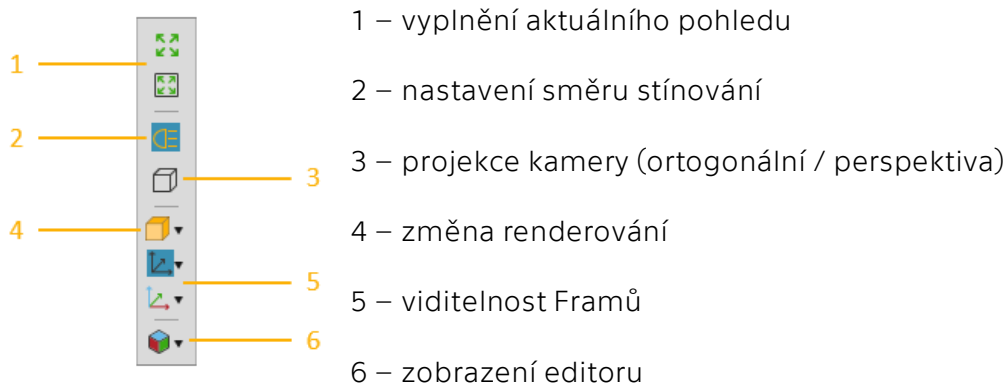 1 – vyplnění aktuálního pohledu
2 – nastavení směru stínování
3 – projekce kamery (ortogonální / perspektiva)
4 – změna renderování
5 – viditelnost Framů
6 – zobrazení editoru
1
2
3
4
5
6